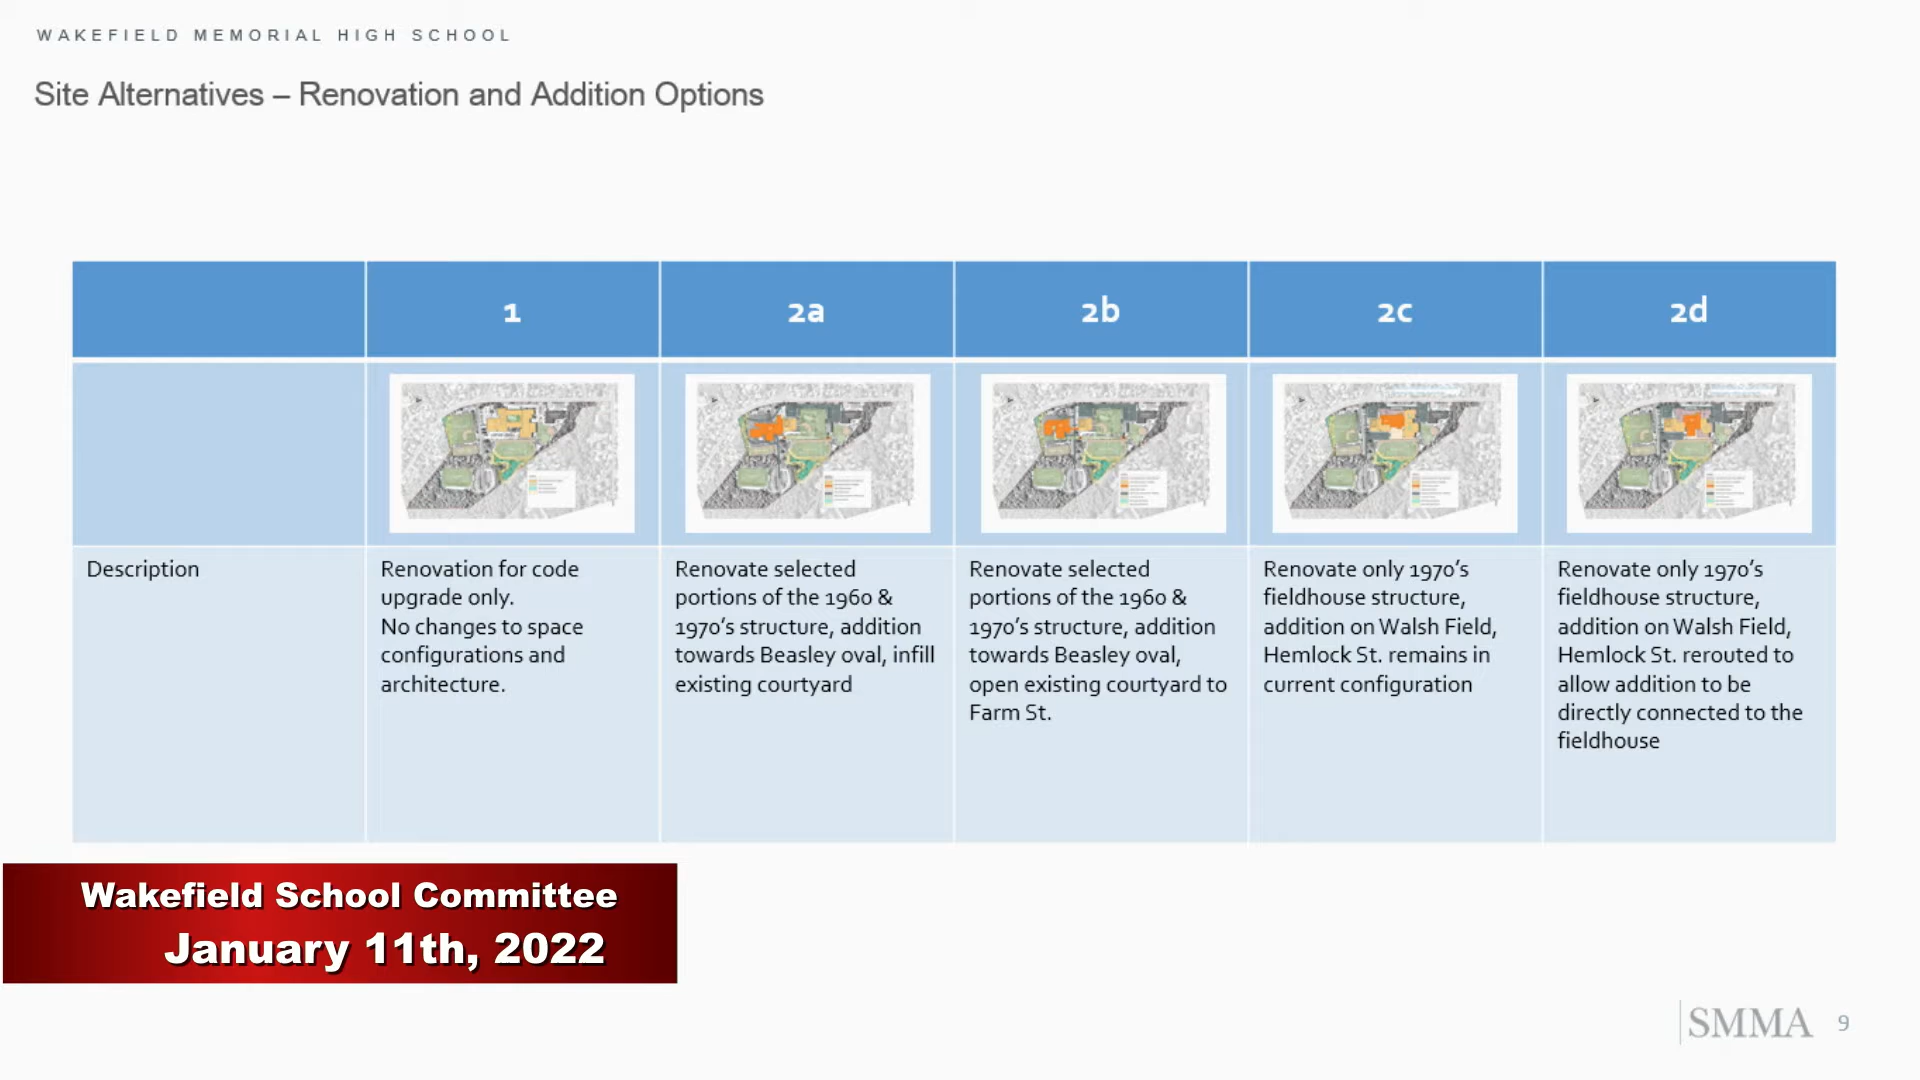 WAKEFIELD MEMORIAL HIGH SCHOOL
Site Alternatives – Renovation and Addition Options
1
2a
2b
2c
2d
Description
Renovation for code
upgrade only.
No changes to space
configurations and
architecture.
Renovate selected
portions of the 1960 &
1970’s structure, addition
towards Beasley oval, infill
existing courtyard
Renovate selected
portions of the 1960 &
1970’s structure, addition
towards Beasley oval,
open existing courtyard to
Farm St.
Renovate only 1970’s
fieldhouse structure,
addition on Walsh Field,
Hemlock St. remains in
current configuration
Renovate only 1970’s
fieldhouse structure,
addition on Walsh Field,
Hemlock St. rerouted to
allow addition to be
directly connected to the
fieldhouse
Wakefield School Committee
January 11th, 2022
SMMA
9